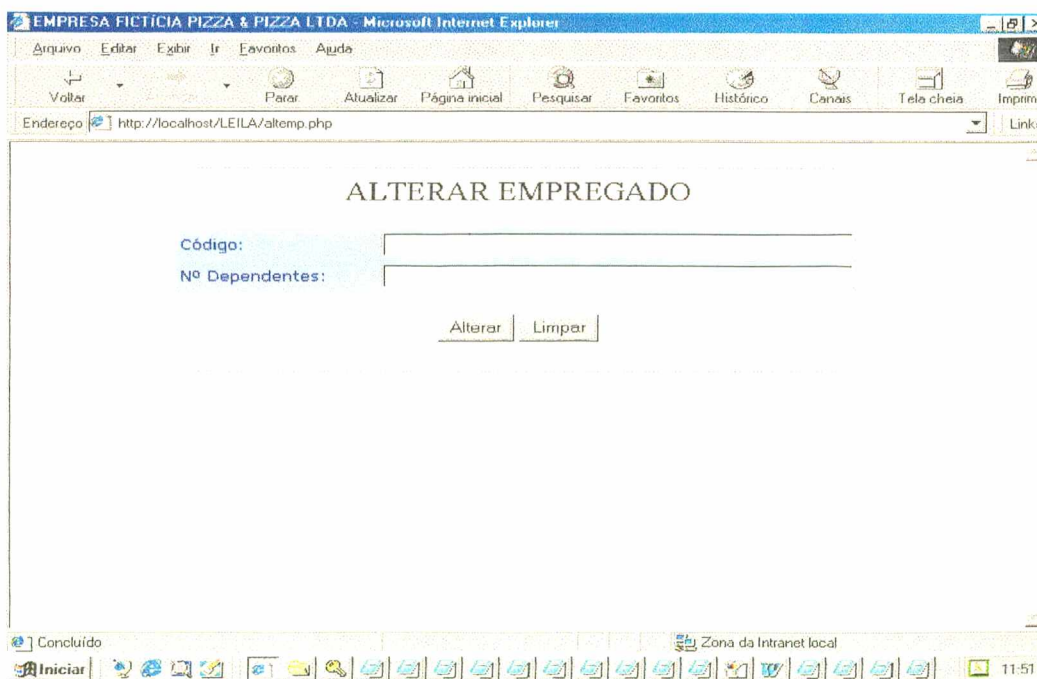 EMPRESA FICTÍCIA PIZZA & PIZZA LTDA - Microsoft Internet Explorer
Arquivo Editar Exibir Ir Favoritos Ajuda
Voltar Parar Atualizar Página inicial Pesquisar Favoritos Histórico Canais Tela cheia Imprim
Endereço http://localhost/LEILA/altemp.php Link
ALTERAR EMPREGADO
Código:
Nº Dependentes:
Alterar Limpar
Concluído Zona da Intranet local
Iniciar 11:51